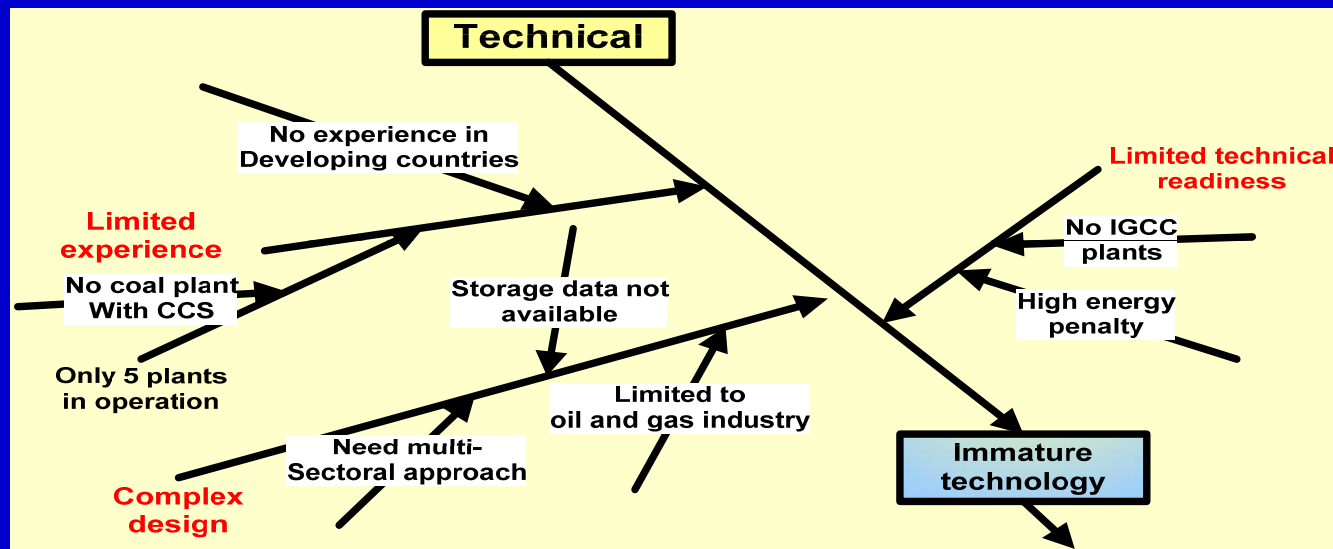 Technical
No experience in
Developing countries
Limited technical
readiness
Limited
experience
No IGCC
plants
No coal plant
With CCS
Storage data not
available
High energy
penalty
Only 5 plants
in operation
Limited to
oil and gas industry
Need multi-
Sectoral approach
Immature
technology
Complex
design